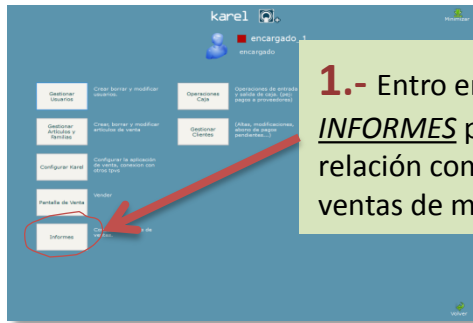 karel
Minimizar
encargado_1
encargado
Gestionar
Usuarios
Crear borrar y modificar
usuarios.
Operaciones
Caja
Operaciones de entrada
y salida de caja. (pej:
pagos a proveedores)
Gestionar
Artículos y
Familias
Crear, borrar y modificar
artículos de venta
Gestionar
Clientes
(Altas, modificaciones,
abono de pagos
pendientes...)
Configurar Karel
Configurar la aplicación
de venta, conexion con
otros tpvs
Pantalla de Venta
Vender
Informes
de
Volver
1.- Entro en
INFORMES p
relación con
ventas de m